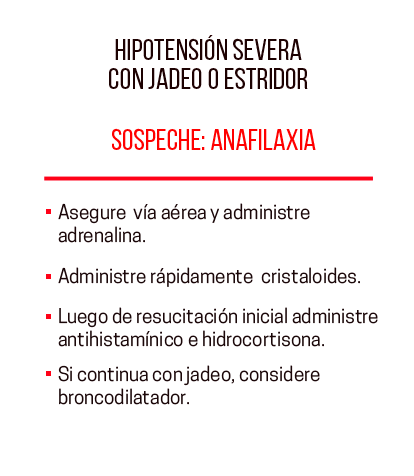 HIPOTENSIÓN SEVERA
CON JADEO O ESTRIDOR
SOSPECHE: ANAFILAXIA
Asegure vía aérea y administre
adrenalina.
Administre rápidamente cristaloides.
Luego de resucitación inicial administre
antihistamínico e hidrocortisona.
Si continua con jadeo, considere
broncodilatador.